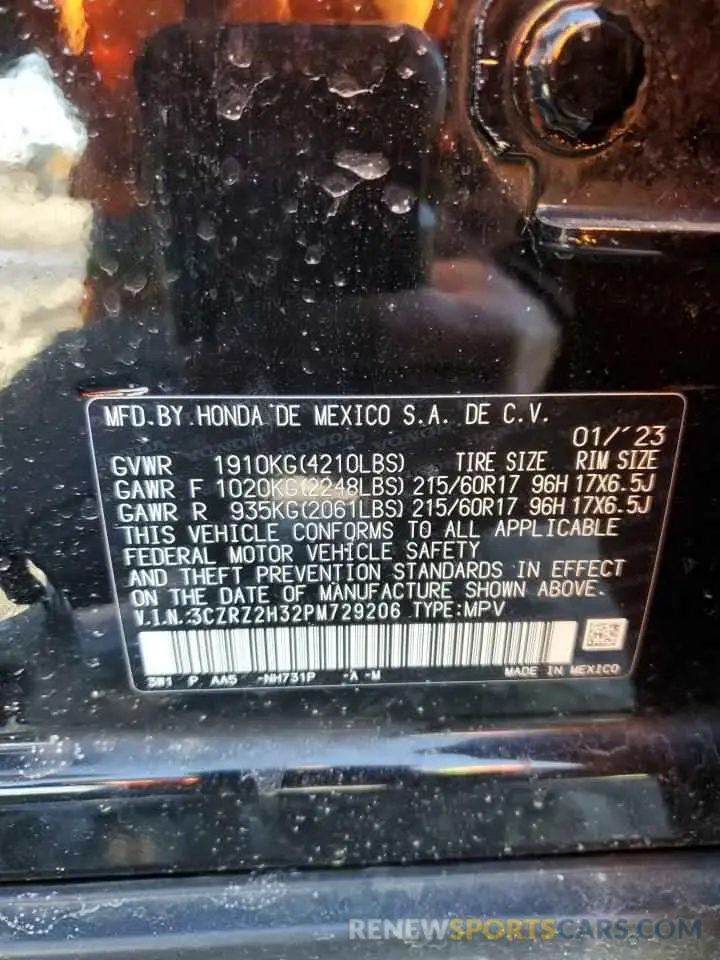 MFD.BY.HONDA DE MEXICO S.A. DE C.V.
01/'23
GVWR 1910KG(4210LBS) TIRE SIZE RIM SIZE
GAWR F 1020KG(2248LBS) 215/60R17 96H 17X6.5J
GAWR R 935KG(2061LBS) 215/60R17 96H 17X6.5J
THIS VEHICLE CONFORMS TO ALL APPLICABLE
FEDERAL MOTOR VEHICLE SAFETY
AND THEFT PREVENTION STANDARDS IN EFFECT
ON THE DATE OF MANUFACTURE SHOWN ABOVE.
V.I.N.:3CZRZ2H32PM729206 TYPE:MPV
3W1 P AA5 -NH731P -A -M MADE IN MEXICO
RENEWSPORTSCARS.COM